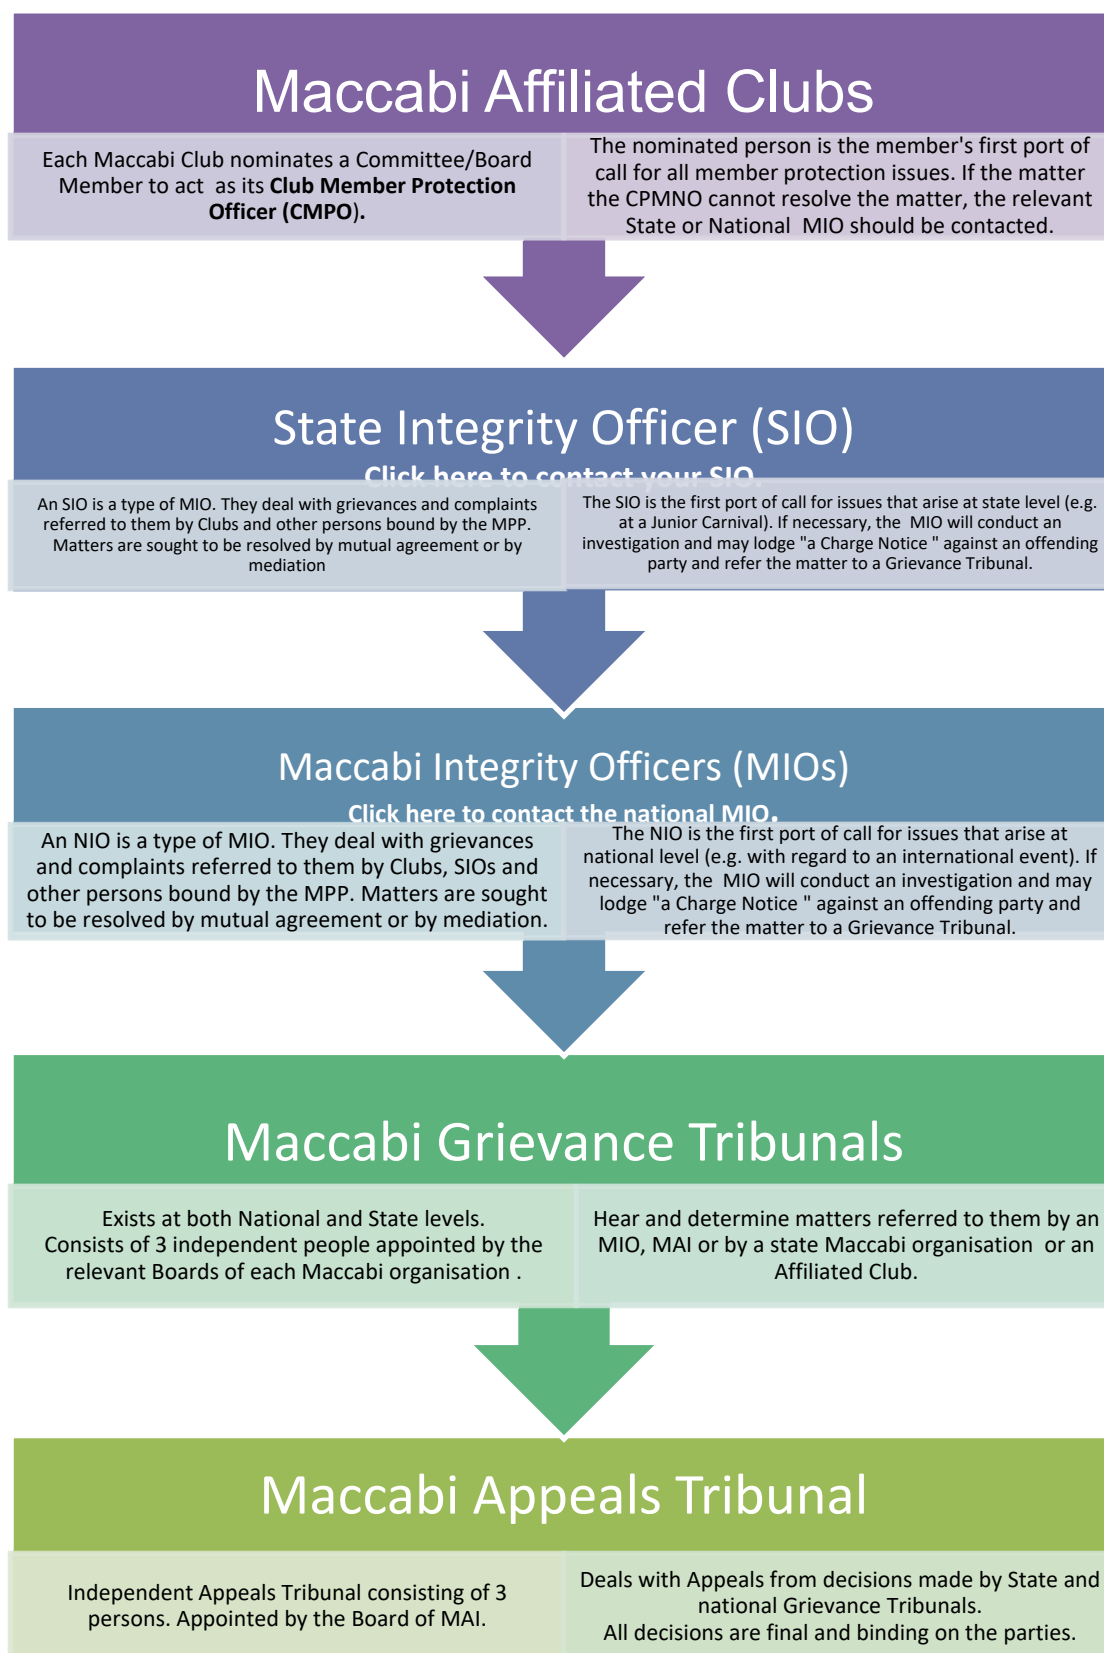 Maccabi Affiliated Clubs
Each Maccabi Club nominates a Committee/Board
Member to act as its Club Member Protection
Officer (CMPO).
The nominated person is the member's first port of
call for all member protection issues. If the matter
the CPMNO cannot resolve the matter, the relevant
State or National MIO should be contacted.
State Integrity Officer (SIO)
Click here to contact your SIO.
An SIO is a type of MIO. They deal with grievances and complaints
referred to them by Clubs and other persons bound by the MPP.
Matters are sought to be resolved by mutual agreement or by
mediation
The SIO is the first port of call for issues that arise at state level (e.g.
at a Junior Carnival). If necessary, the MIO will conduct an
investigation and may lodge "a Charge Notice " against an offending
party and refer the matter to a Grievance Tribunal.
Maccabi Integrity Officers (MIOs)
Click here to contact the national MIO.
An NIO is a type of MIO. They deal with grievances
and complaints referred to them by Clubs, SIOs and
other persons bound by the MPP. Matters are sought
to be resolved by mutual agreement or by mediation.
The NIO is the first port of call for issues that arise at
national level (e.g. with regard to an international event). If
necessary, the MIO will conduct an investigation and may
lodge "a Charge Notice " against an offending party and
refer the matter to a Grievance Tribunal.
Maccabi Grievance Tribunals
Exists at both National and State levels.
Consists of 3 independent people appointed by the
relevant Boards of each Maccabi organisation .
Hear and determine matters referred to them by an
MIO, MAI or by a state Maccabi organisation or an
Affiliated Club.
Maccabi Appeals Tribunal
Independent Appeals Tribunal consisting of 3
persons. Appointed by the Board of MAI.
Deals with Appeals from decisions made by State and
national Grievance Tribunals.
All decisions are final and binding on the parties.